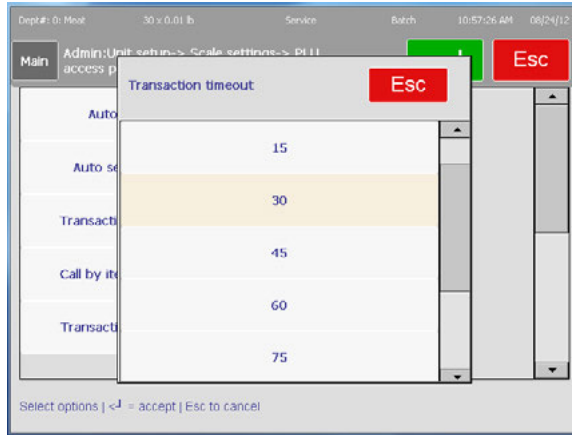 Dept#: 0: Meat 30 x 0.01 lb Service Batch 10:57:26 AM 08/24/12
Main Admin:Unit setup-> Scale settings-> PLU Esc
access p
Transaction timeout Esc
Auto
15
Auto se
30
Transacti
45
Call by ite
60
Transacti
75
Select options | <┘ = accept | Esc to cancel